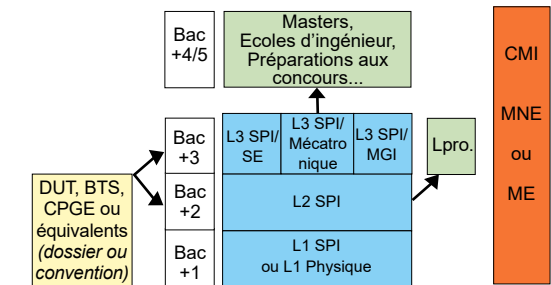 Bac
+4/5
Masters,
Ecoles d'ingénieur,
Préparations aux
concours...
CMI
MNE
ou
ME
Bac
+3
L3 SPI/
SE
L3 SPI/
Mécatro
nique
L3 SPI/
MGI
Lpro.
DUT, BTS,
CPGE ou
équivalents
(dossier ou
convention)
Bac
+2
L2 SPI
Bac
+1
L1 SPI
ou L1 Physique